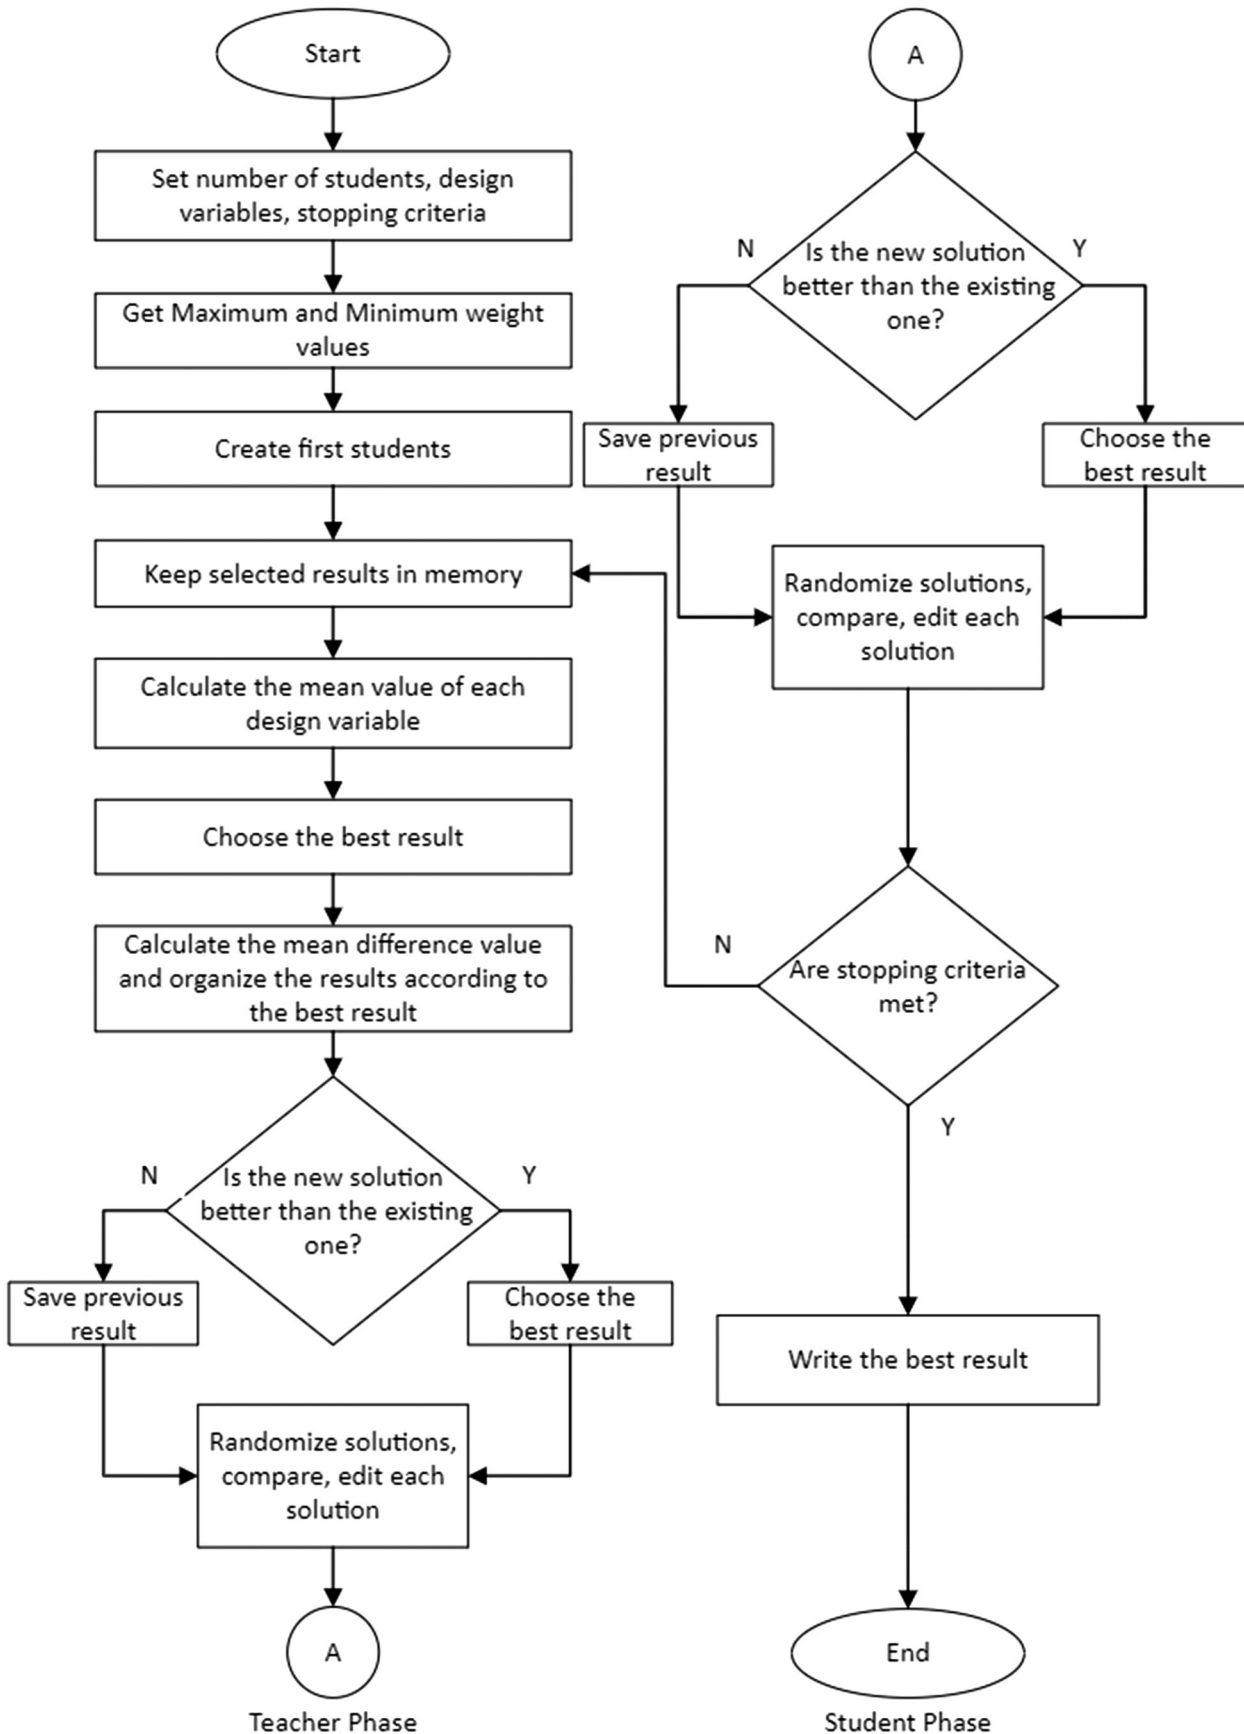 Start
Set number of students, design
variables, stopping criteria
Get Maximum and Minimum weight
values
Create first students
Keep selected results in memory
Calculate the mean value of each
design variable
Choose the best result
Calculate the mean difference value
and organize the results according to
the best result
N
Is the new solution
better than the existing
one?
Y
Save previous
result
Choose the
best result
Randomize solutions,
compare, edit each
solution
A
Teacher Phase
A
N
Is the new solution
better than the existing
one?
Y
Save previous
result
Choose the
best result
Randomize solutions,
compare, edit each
solution
N
Are stopping criteria
met?
Y
Write the best result
End
Student Phase